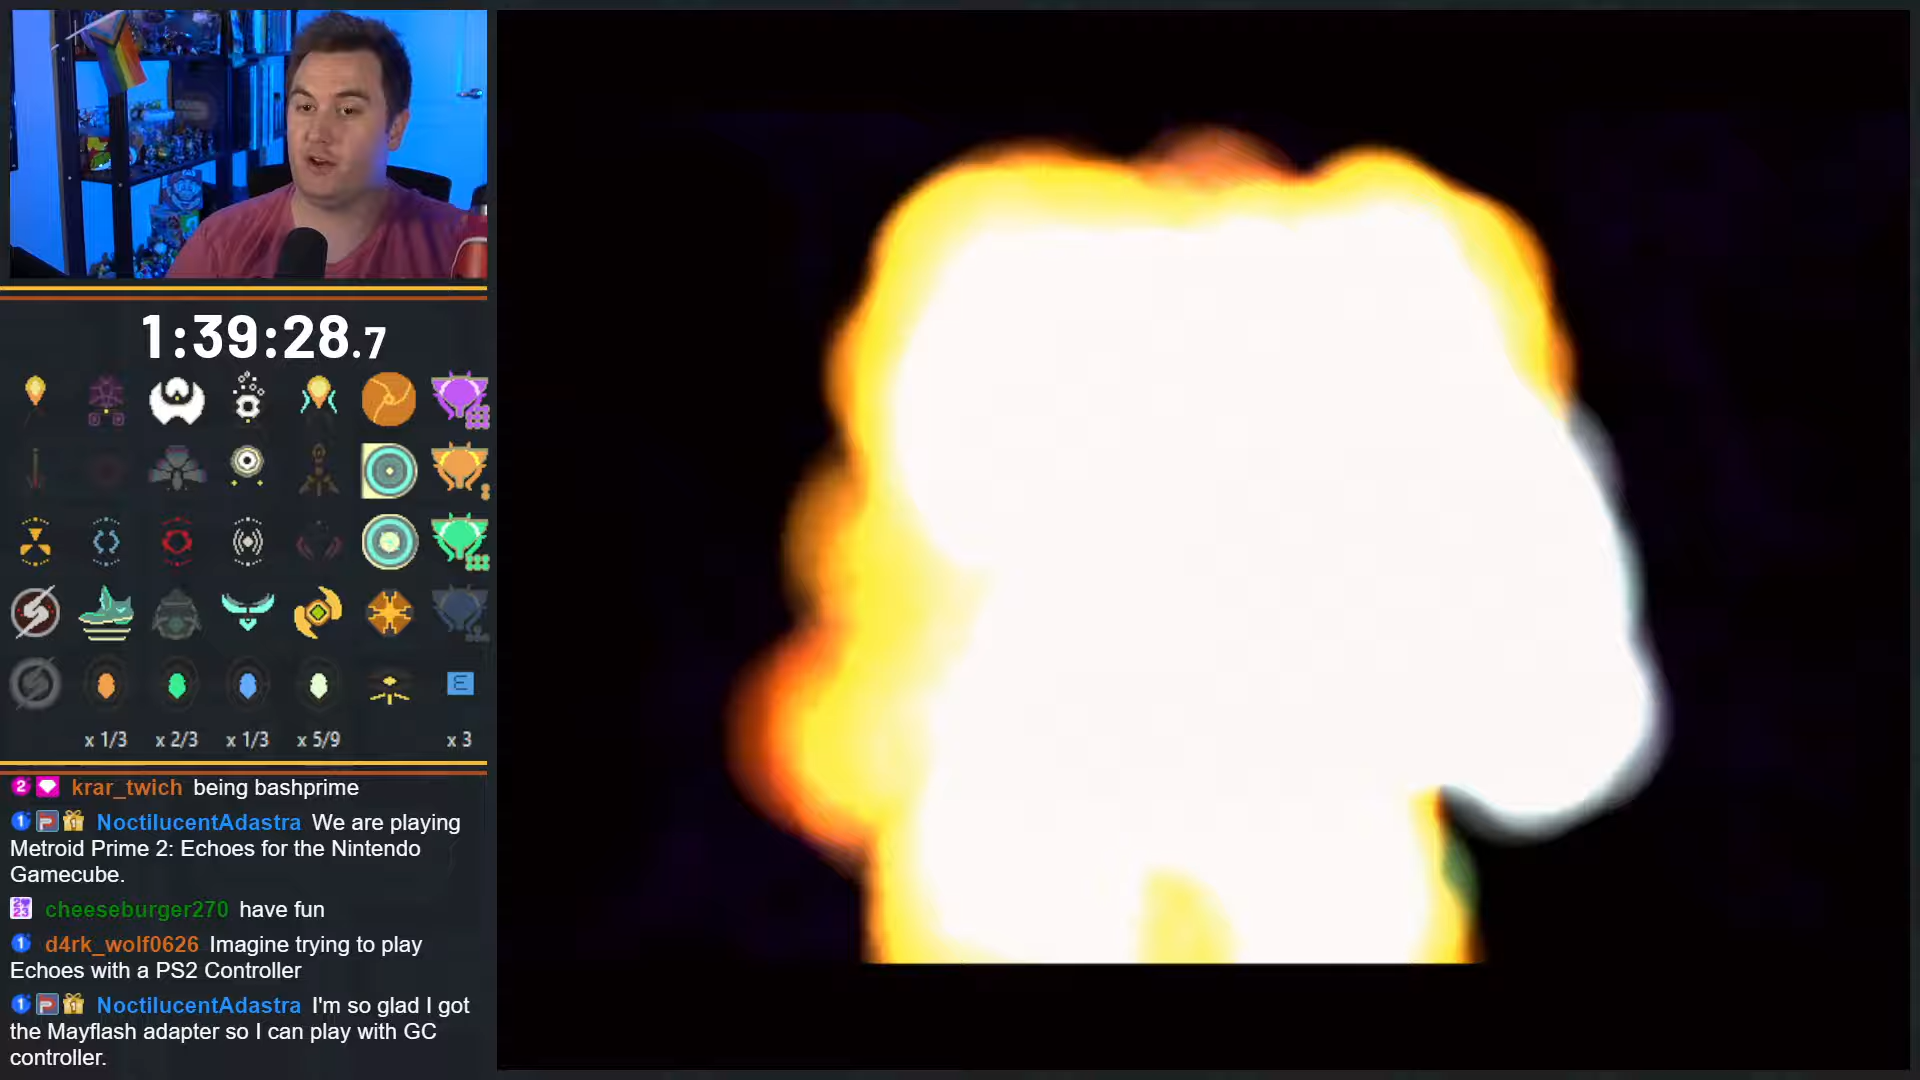 1:39:28.7
x 1/3 x 2/3 x 1/3 x 5/9 x 3
krar_twich being bashprime
NoctilucentAdastra We are playing
Metroid Prime 2: Echoes for the Nintendo
Gamecube.
cheeseburger270 have fun
d4rk_wolf0626 Imagine trying to play
Echoes with a PS2 Controller
NoctilucentAdastra I'm so glad I got
the Mayflash adapter so I can play with GC
controller.